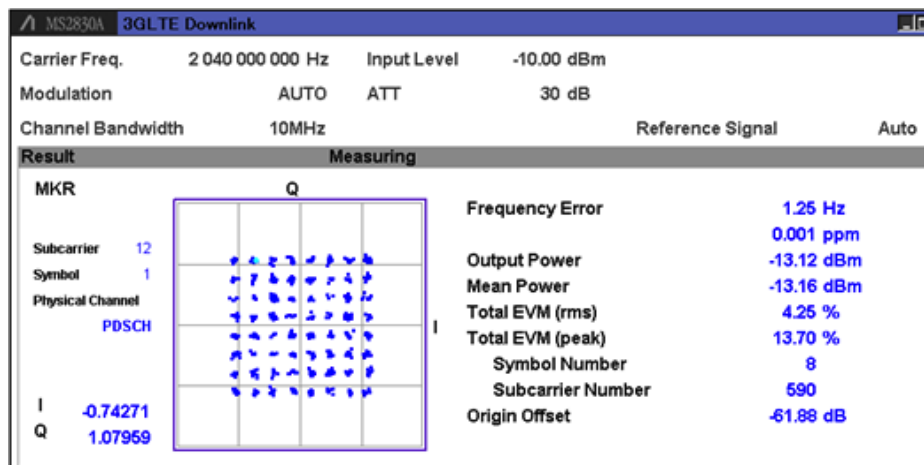 MS2830A 3GLTE Downlink
Carrier Freq. 2 040 000 000 Hz Input Level -10.00 dBm
Modulation AUTO ATT 30 dB
Channel Bandwidth 10MHz Reference Signal Auto
Result Measuring
MKR Q
Frequency Error 1.25 Hz
0.001 ppm
Subcarrier 12
Output Power -13.12 dBm
Symbol 1
Mean Power -13.16 dBm
Physical Channel
Total EVM (rms) 4.25 %
PDSCH
I
Total EVM (peak) 13.70 %
Symbol Number 8
Subcarrier Number 590
I -0.74271
Origin Offset -61.88 dB
Q 1.07959